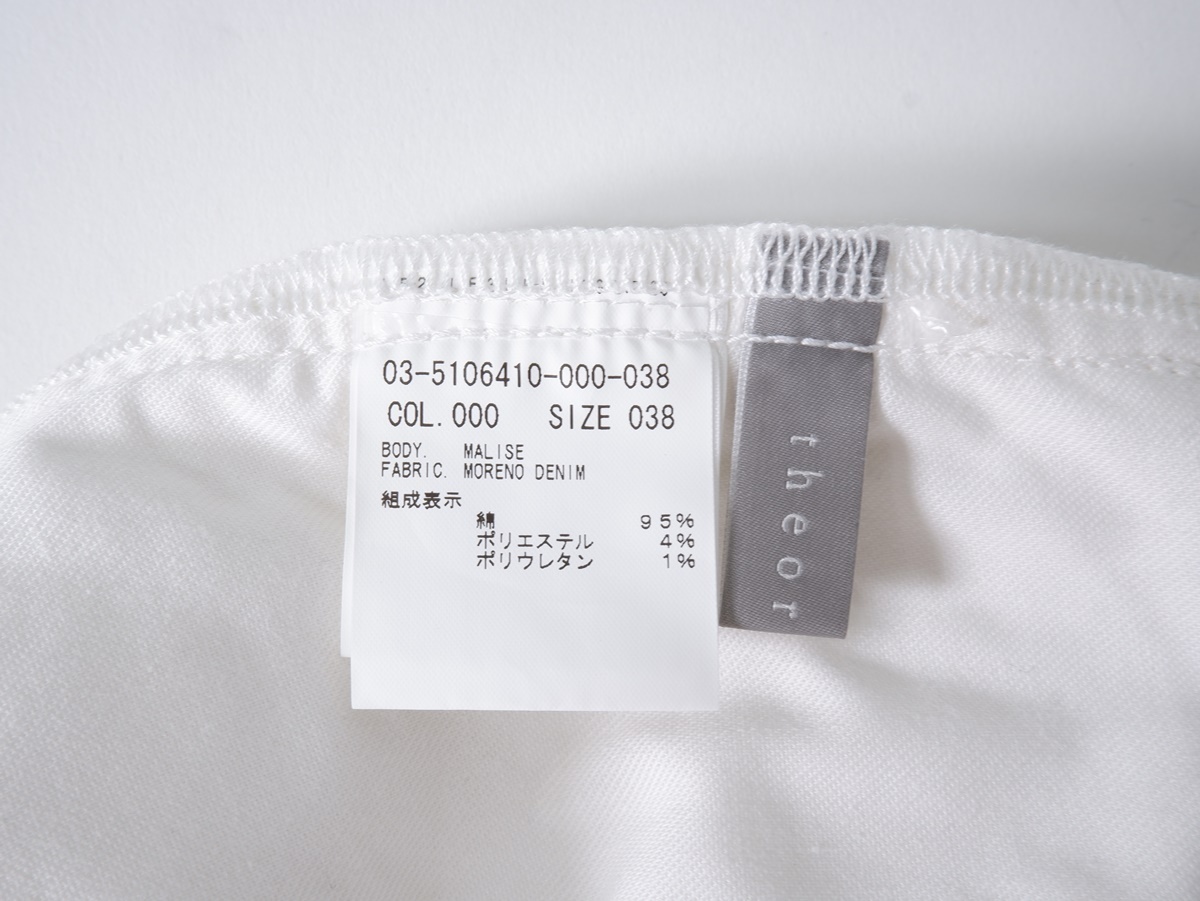 03-5106410-000-038
COL.000 SIZE 038
BODY. MALISE
FABRIC. MORENO DENIM
組成表示
綿 95%
ポリエステル 4%
ポリウレタン 1%
theor